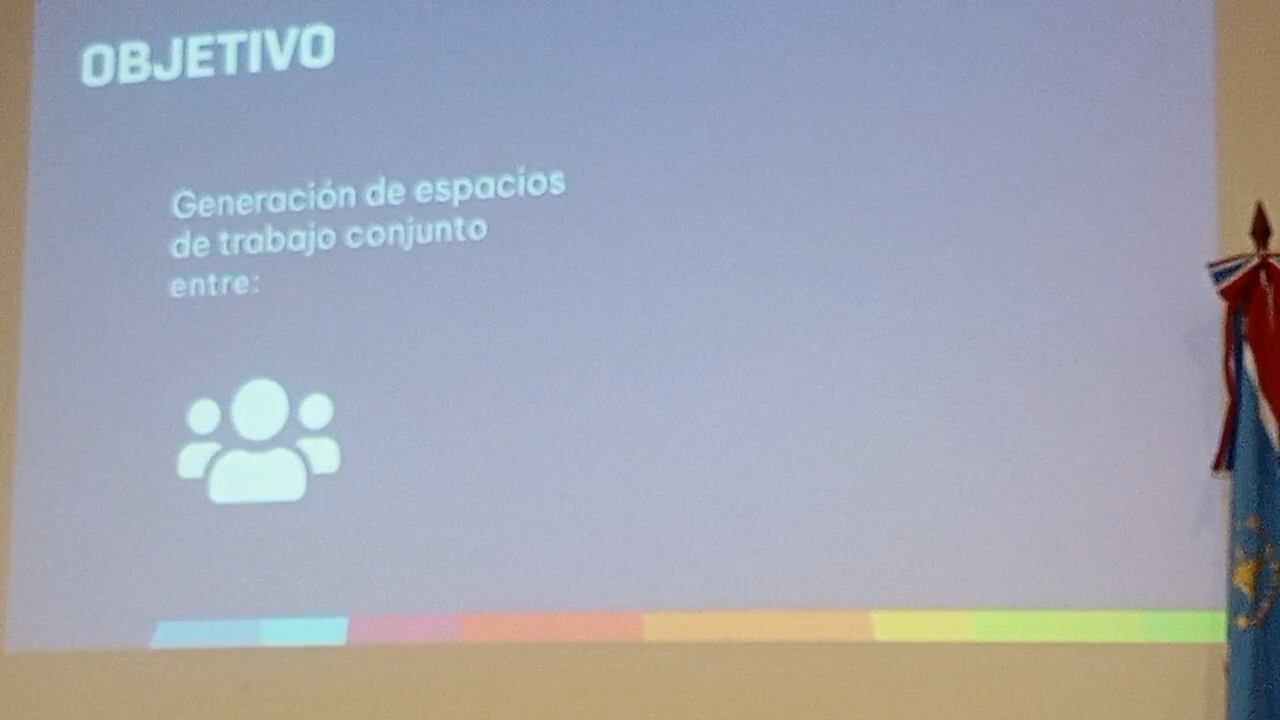 OBJETIVO
Generación de espacios
de trabajo conjunto
entre: